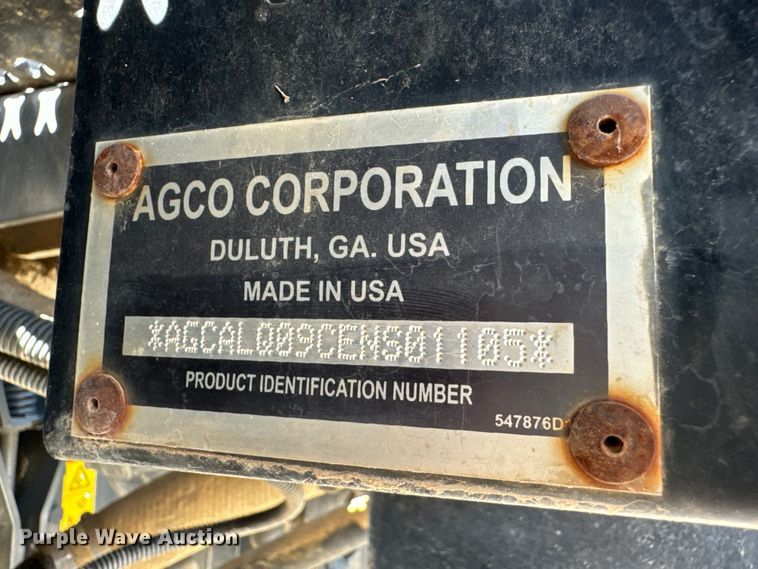 AGCO CORPORATION
DULUTH, GA. USA
MADE IN USA
*AGCAL009CENS01105*
PRODUCT IDENTIFICATION NUMBER
547876D
Purple Wave Auction